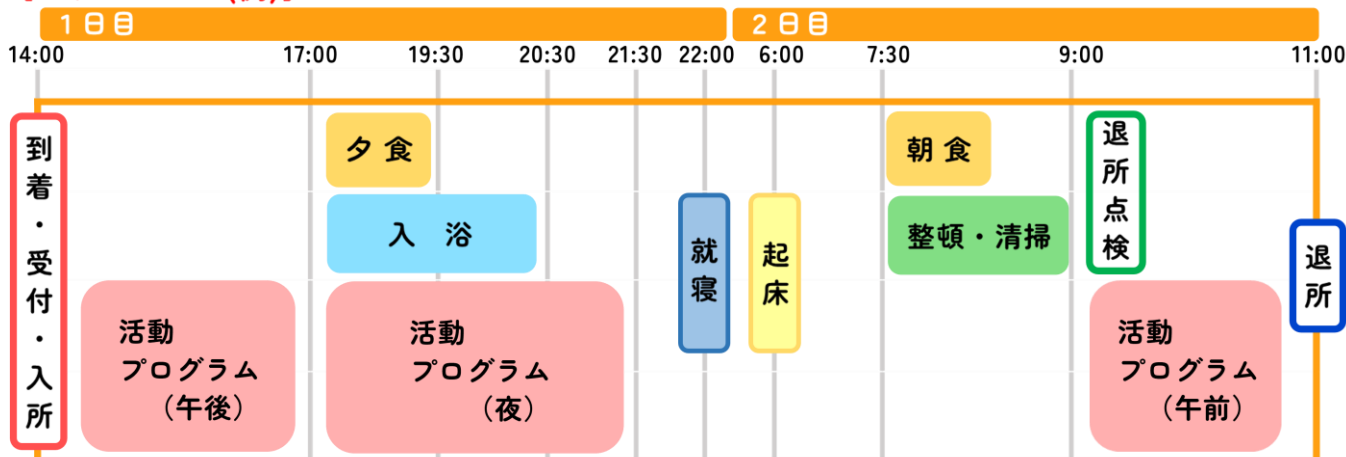 1日目
2日目
14:00 17:00 19:30 20:30 21:30 22:00 6:00 7:30 9:00 11:00
到着・受付・入所
夕食
入 浴
活動
プログラム
(午後)
活動
プログラム
(夜)
就寝
起床
朝食
整頓・清掃
退所点検
活動
プログラム
(午前)
退所